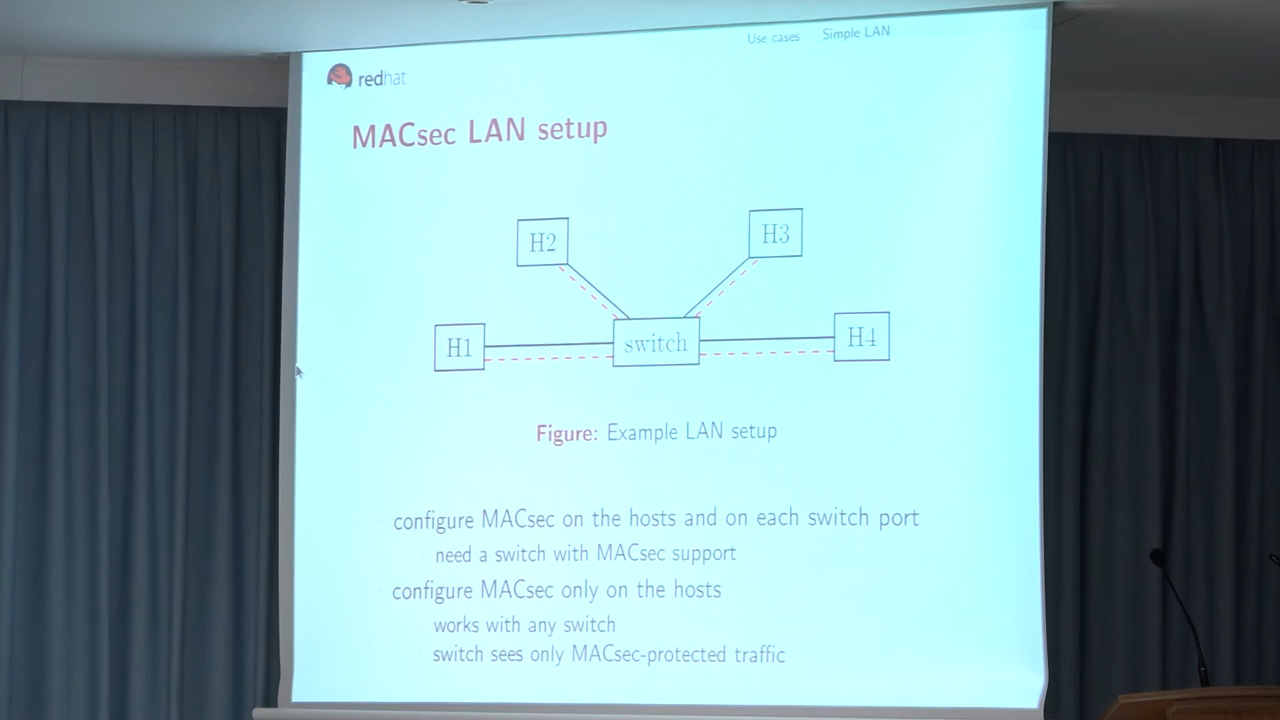 Use cases Simple LAN
redhat
MACsec LAN setup
H2
H3
H1
switch
H4
Figure: Example LAN setup
configure MACsec on the hosts and on each switch port
need a switch with MACsec support
configure MACsec only on the hosts
works with any switch
switch sees only MACsec-protected traffic